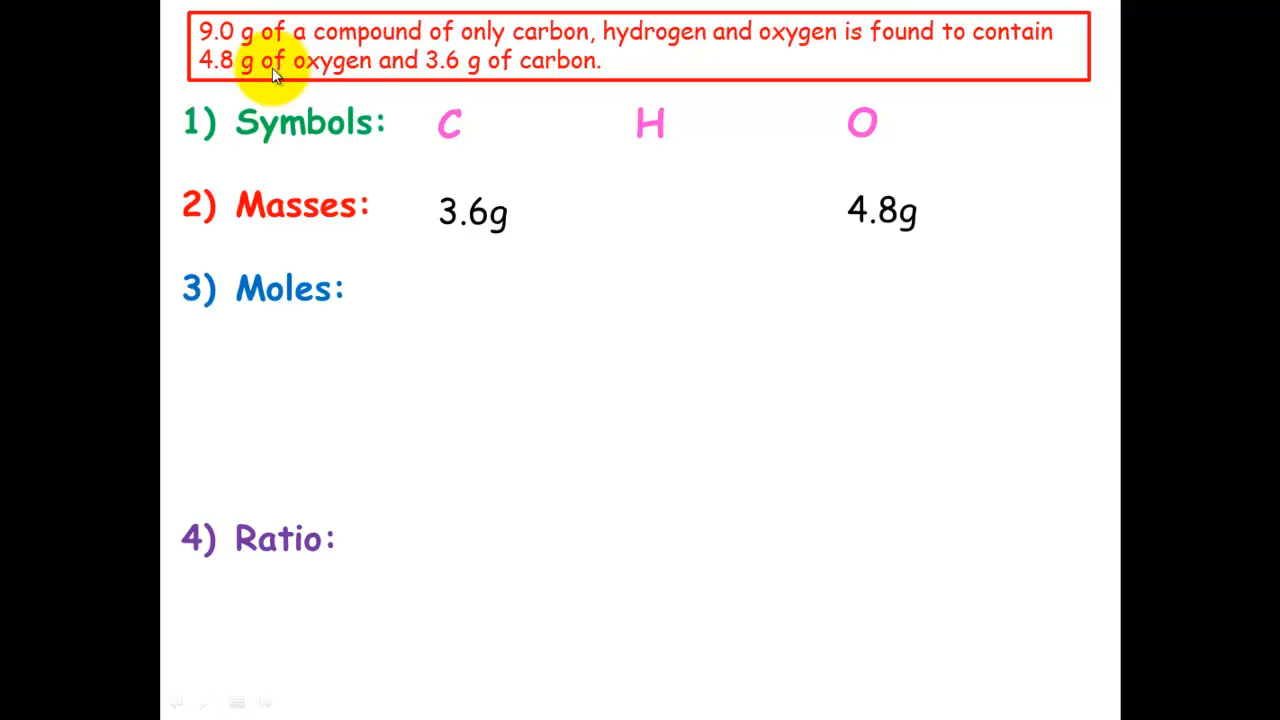 9.0 g of a compound of only carbon, hydrogen and oxygen is found to contain
4.8 g of oxygen and 3.6 g of carbon.
1) Symbols: C H O
2) Masses: 3.6g 4.8g
3) Moles:
4) Ratio: